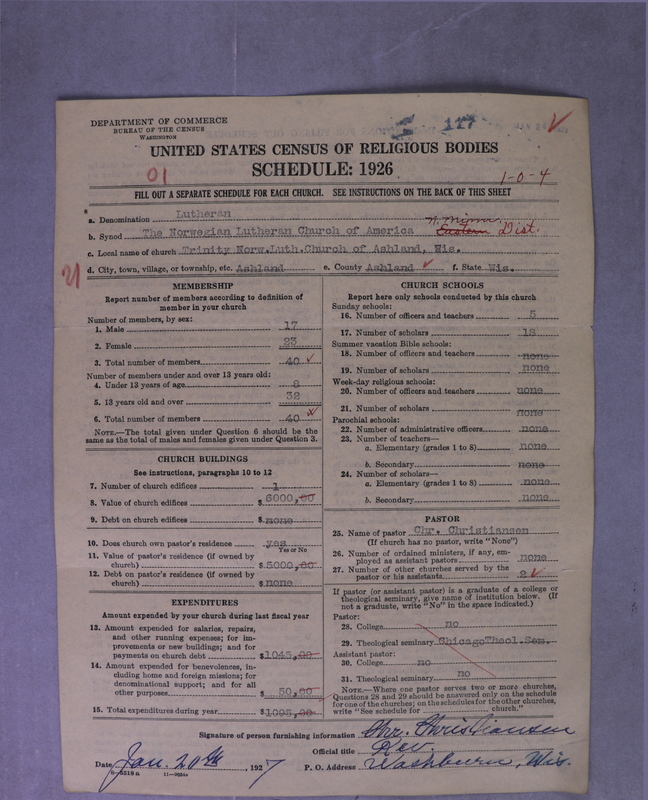 DEPARTMENT OF COMMERCE
BUREAU OF THE CENSUS
WASHINGTON
117
UNITED STATES CENSUS OF RELIGIOUS BODIES
SCHEDULE: 1926
01
1-0-4
FILL OUT A SEPARATE SCHEDULE FOR EACH CHURCH. SEE INSTRUCTIONS ON THE BACK OF THIS SHEET
a. Denomination Lutheran
N. Minn.
b. Synod The Norwegian Lutheran Church of America Eastern Dist.
c. Local name of church Trinity Norw.Luth.Church of Ashland, Wis.
d. City, town, village, or township, etc. Ashland e. County Ashland f. State Wis.
MEMBERSHIP
Report number of members according to definition of
member in your church
Number of members, by sex:
1. Male 17
2. Female 23
3. Total number of members 40
Number of members under and over 13 years old:
4. Under 13 years of age 8
5. 13 years old and over 32
6. Total number of members 40
NOTE.—The total given under Question 6 should be the
same as the total of males and females given under Question 3.
CHURCH BUILDINGS
See instructions, paragraphs 10 to 12
7. Number of church edifices 1
8. Value of church edifices $6000,00
9. Debt on church edifices $none
10. Does church own pastor's residence yes
Yes or No
11. Value of pastor's residence (if owned by
church) $5000,00
12. Debt on pastor's residence (if owned by
church) $none
EXPENDITURES
Amount expended by your church during last fiscal year
13. Amount expended for salaries, repairs,
and other running expenses; for im-
provements or new buildings; and for
payments on church debt $1045,00
14. Amount expended for benevolences, in-
cluding home and foreign missions; for
denominational support; and for all
other purposes $ 50,00
15. Total expenditures during year $1095,00
CHURCH SCHOOLS
Report here only schools conducted by this church
Sunday schools:
16. Number of officers and teachers 5
17. Number of scholars 18
Summer vacation Bible schools:
18. Number of officers and teachers none
19. Number of scholars none
Week-day religious schools:
20. Number of officers and teachers none
21. Number of scholars none
Parochial schools:
22. Number of administrative officers none
23. Number of teachers—
a. Elementary (grades 1 to 8) none
b. Secondary none
24. Number of scholars—
a. Elementary (grades 1 to 8) none
b. Secondary none
PASTOR
25. Name of pastor Chr. Christiansen
(If church has no pastor, write "None")
26. Number of ordained ministers, if any, em-
ployed as assistant pastors none
27. Number of other churches served by the
pastor or his assistants 2
If pastor (or assistant pastor) is a graduate of a college or
theological seminary, give name of institution below. (If
not a graduate, write "No" in the space indicated.)
Pastor:
28. College no
29. Theological seminary ChicagoTheol.Sem.
Assistant pastor:
30. College no
31. Theological seminary no
NOTE.—Where one pastor serves two or more churches,
Questions 28 and 29 should be answered only on the schedule
for one of the churches; on the schedules for the other churches,
write "See schedule for church."
Signature of person furnishing information Chr. Christiansen
Official title Rev.
Date Jan. 20th, 1927 P. O. Address Washburn, Wis.